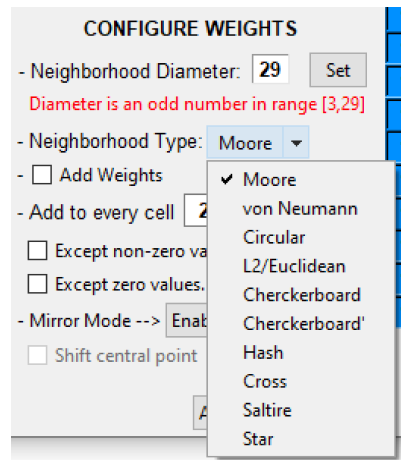 CONFIGURE WEIGHTS
- Neighborhood Diameter: 29 Set
Diameter is an odd number in range [3,29]
- Neighborhood Type: Moore
- Add Weights
- Add to every cell
Except non-zero
Except zero values.
- Mirror Mode -->
Shift central point
Moore
von Neumann
Circular
L2/Euclidean
Cherckerboard
Cherckerboard'
Hash
Cross
Saltire
Star